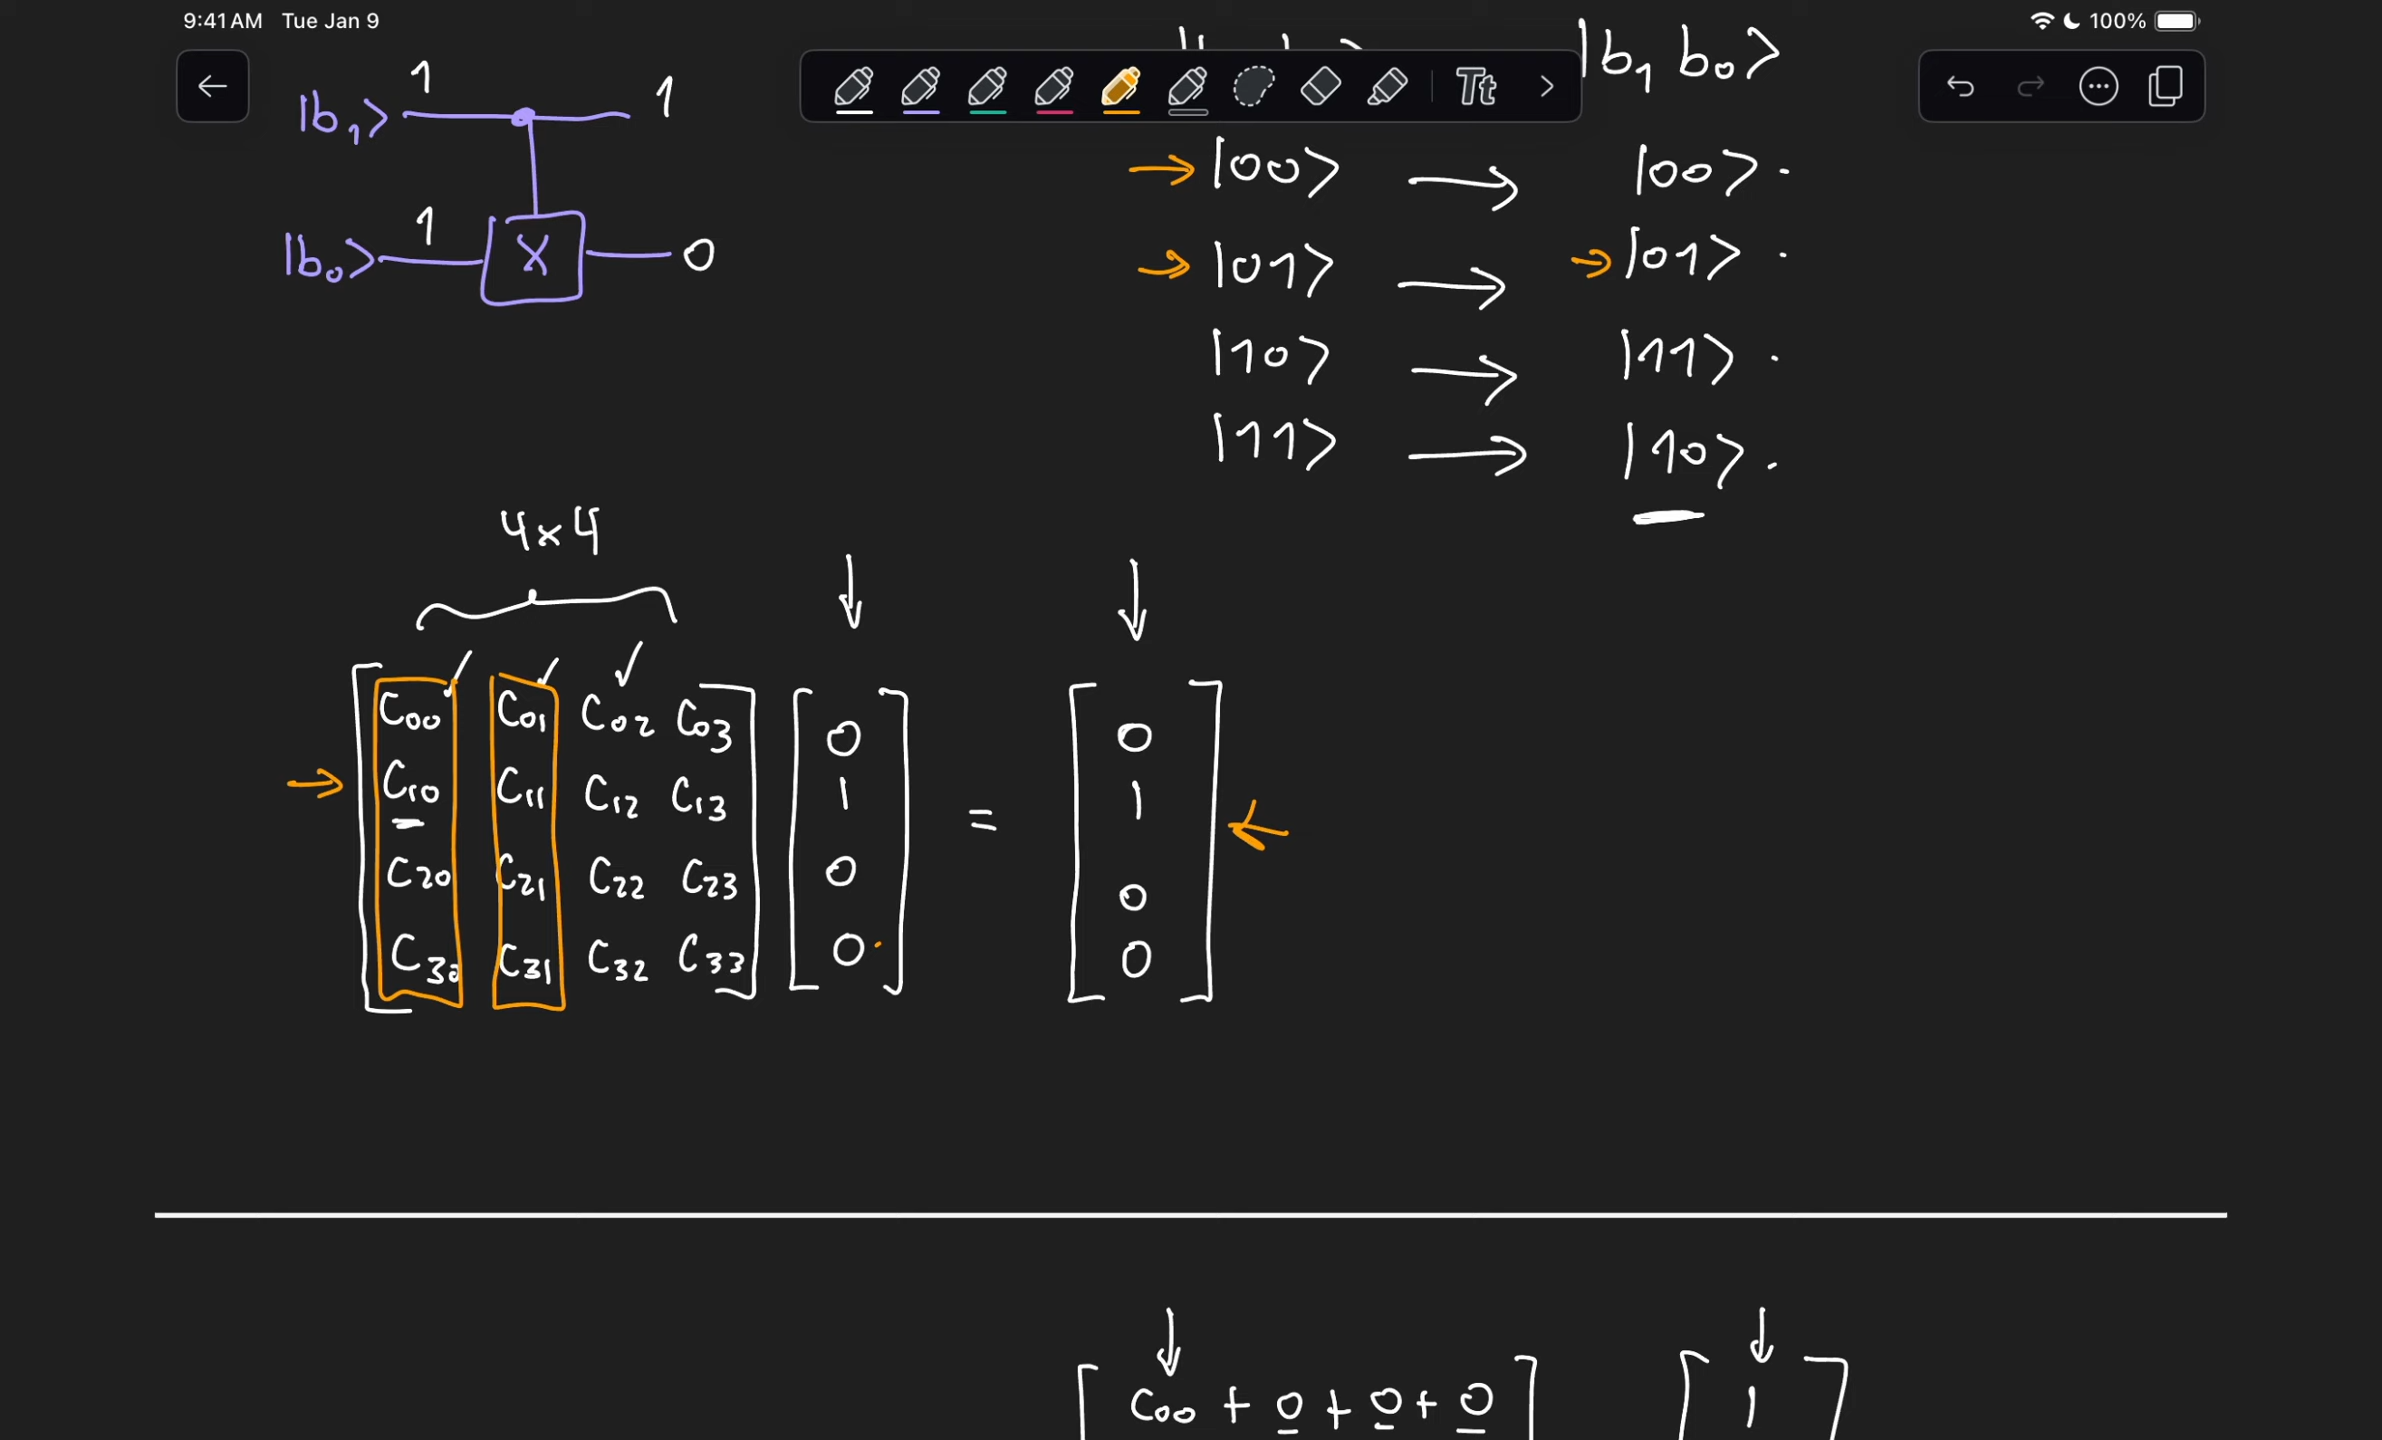 9:41 AM Tue Jan 9 100%
|b₁ b₀⟩
Tt
|b₁⟩ 1 1
|b₀⟩ 1 X 0
→ |00⟩ → |00⟩ ·
→ |01⟩ → → |01⟩ ·
|10⟩ → |11⟩ ·
|11⟩ → |10⟩ .
4x4
C₀₀ C₀₁ C₀₂ C₀₃ 0 0
→ C₁₀ C₁₁ C₁₂ C₁₃ 1 = 1 ←
C₂₀ C₂₁ C₂₂ C₂₃ 0 0
C₃₀ C₃₁ C₃₂ C₃₃ 0 0
C₀₀ + 0 + 0 + 0 1